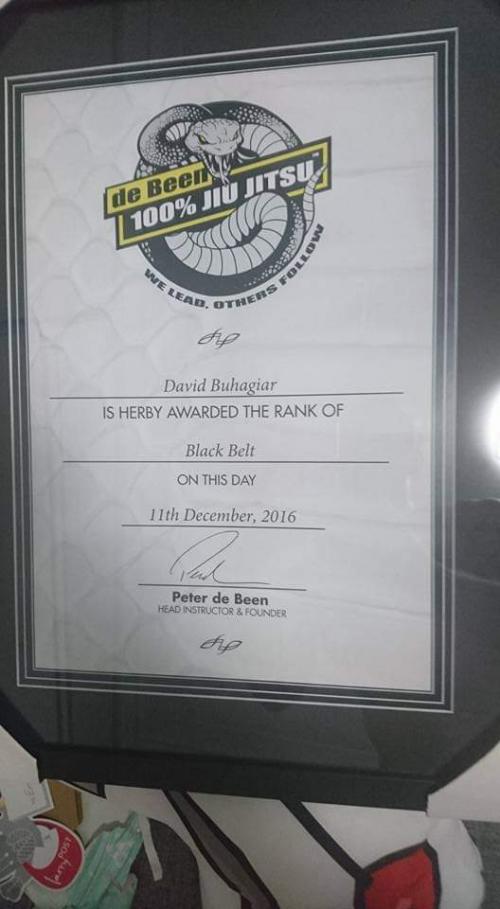 de Been™
100% JIU JITSU
WE LEAD. OTHERS FOLLOW
David Buhagiar
IS HERBY AWARDED THE RANK OF
Black Belt
ON THIS DAY
11th December, 2016
Peter de Been
HEAD INSTRUCTOR & FOUNDER